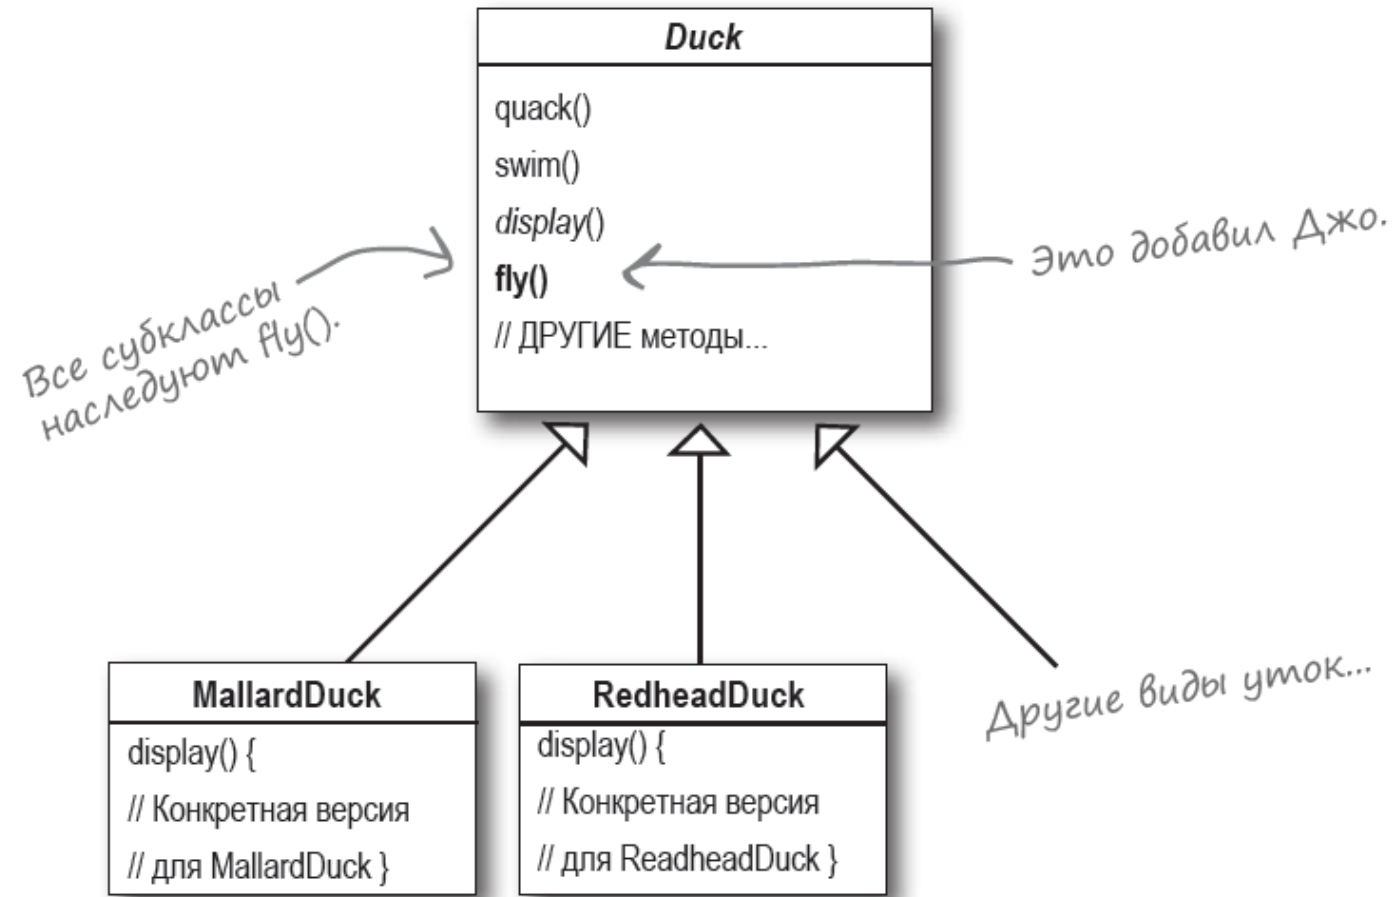 Duck
quack()
swim()
display()
fly()
// ДРУГИЕ методы...
Все субклассы
наследуют fly().
Это добавил Джо.
MallardDuck
display() {
// Конкретная версия
// для MallardDuck }
RedheadDuck
display() {
// Конкретная версия
// для ReadheadDuck }
Другие виды уток...